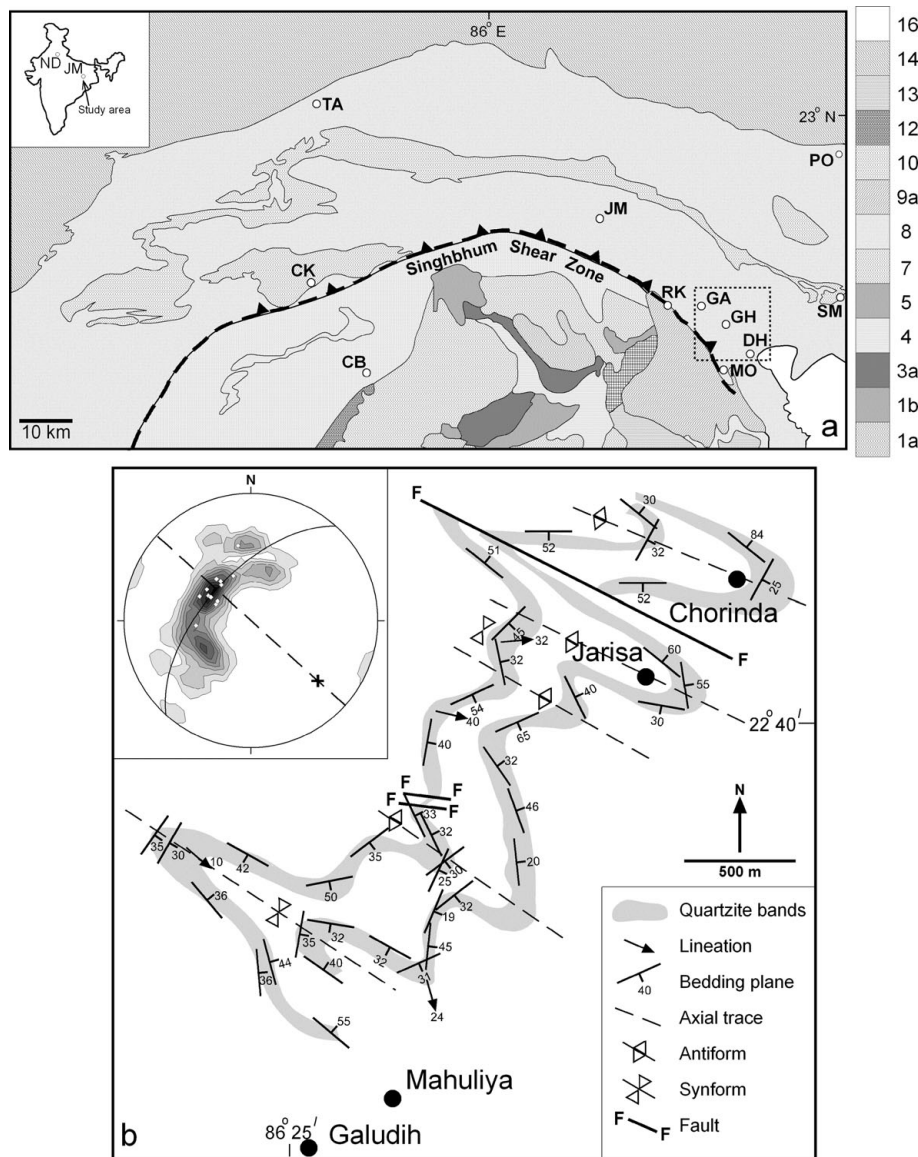 86° E
ND
JM
Study area
TA
23° N
PO
JM
Singhbhum Shear Zone
CK
RK
GA
SM
GH
DH
CB
MO
10 km
a
16
14
13
12
10
9a
8
7
5
4
3a
1b
1a
N
F
30
52
32
84
25
52
Chorinda
51
F
45
32
32
Jarisa
60
55
30
40
54
40
65
40
32
22° 40'
F
F
33
F
F
32
46
N
500 m
35
30
10
42
35
30
25
20
50
36
19
32
35
32
32
45
44
36
40
31
24
55
Quartzite bands
Lineation
Bedding plane
40
Axial trace
Antiform
Synform
F Fault
F
Mahuliya
86° 25'
Galudih
b